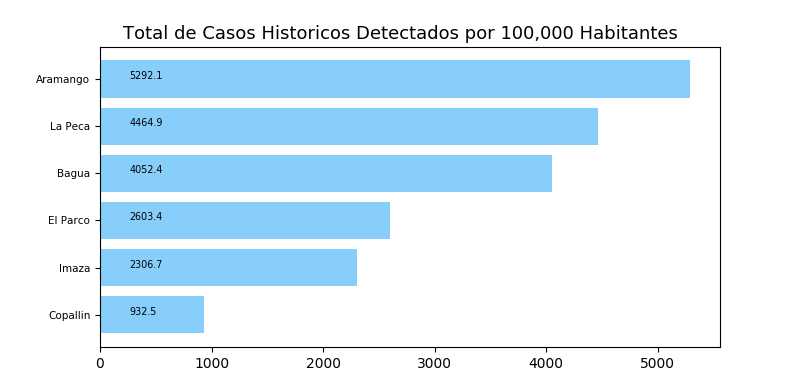 Total de Casos Historicos Detectados por 100,000 Habitantes
Aramango 5292.1
La Peca 4464.9
Bagua 4052.4
El Parco 2603.4
Imaza 2306.7
Copallin 932.5
0 1000 2000 3000 4000 5000